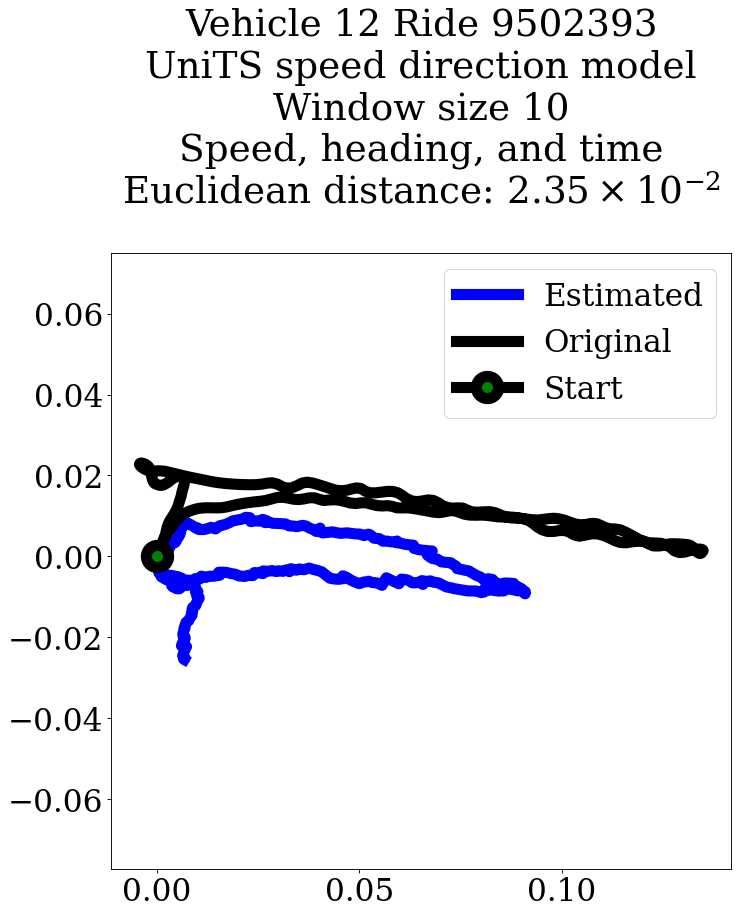 Vehicle 12 Ride 9502393
UniTS speed direction model
Window size 10
Speed, heading, and time
Euclidean distance: 2.35 × 10⁻²
Estimated
Original
Start
0.06
0.04
0.02
0.00
−0.02
−0.04
−0.06
0.00 0.05 0.10